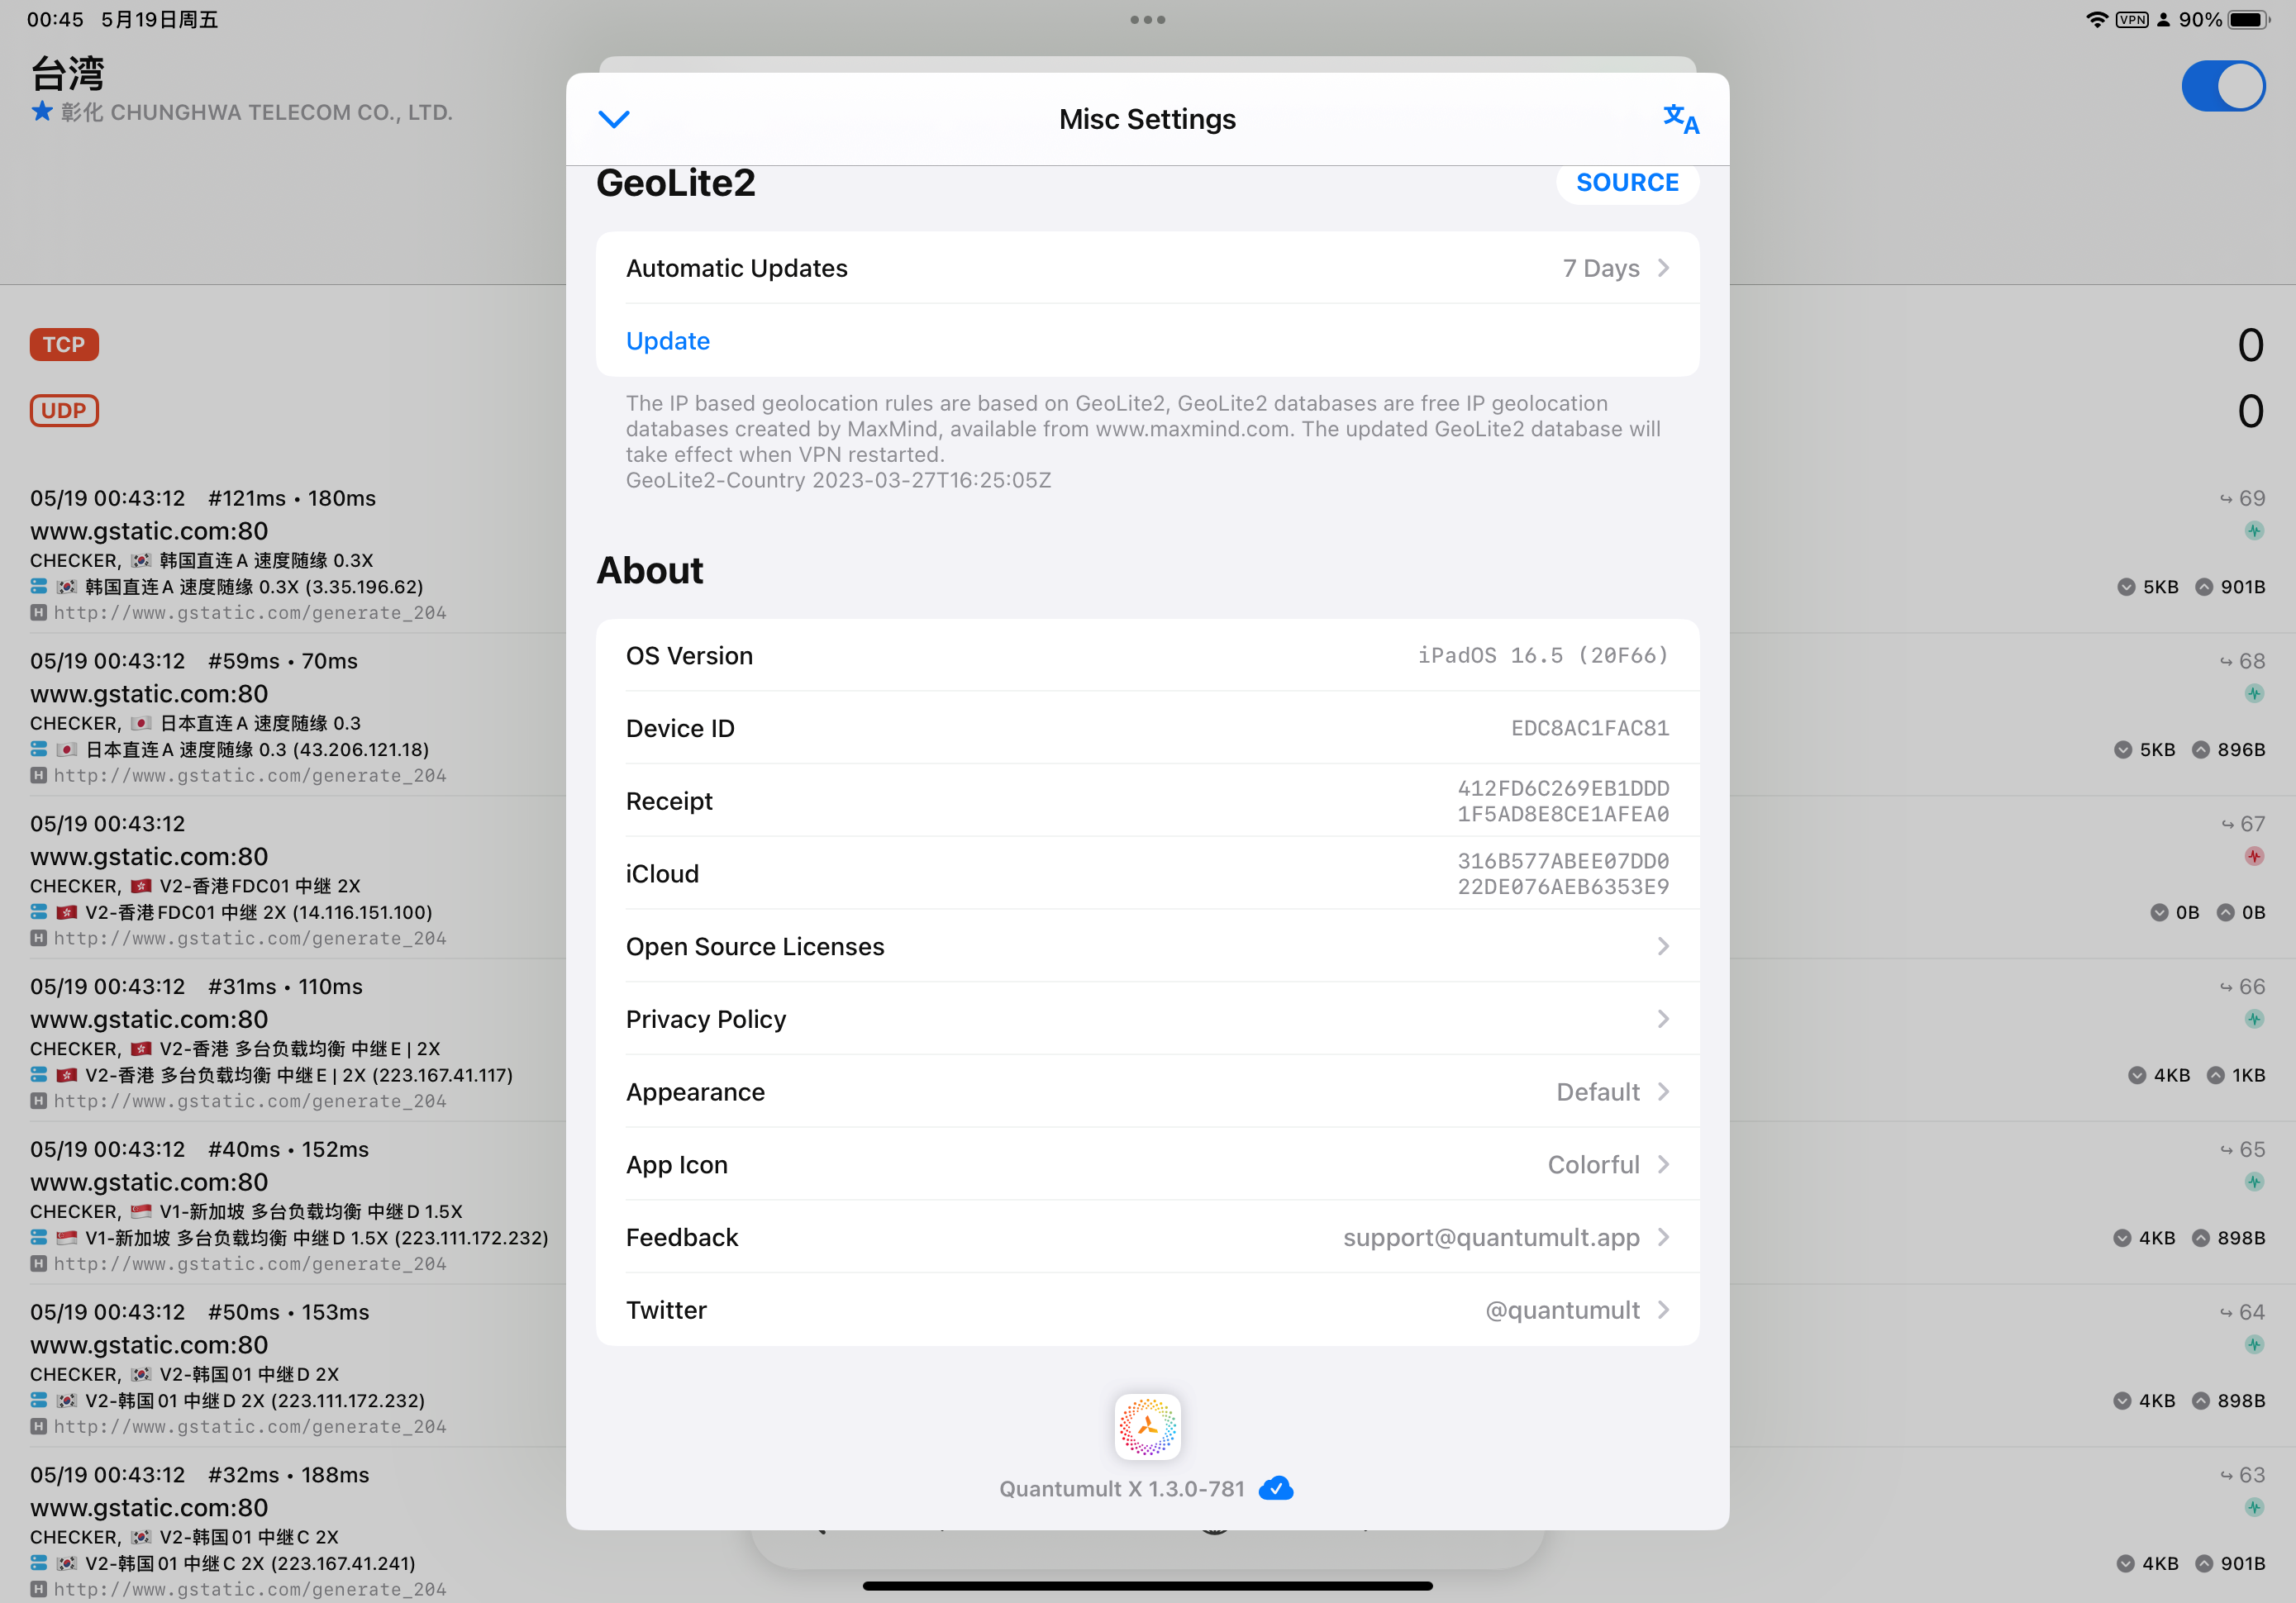 00:45 5月19日周五
VPN 90%
台湾
彰化 CHUNGHWA TELECOM CO., LTD.
TCP
0
UDP
0
05/19 00:43:12 #121ms • 180ms
69
www.gstatic.com:80
CHECKER, 🇰🇷 韩国直连A 速度随缘 0.3X
🇰🇷 韩国直连A 速度随缘 0.3X (3.35.196.62)
5KB 901B
H http://www.gstatic.com/generate_204
05/19 00:43:12 #59ms • 70ms
68
www.gstatic.com:80
CHECKER, 🇯🇵 日本直连A 速度随缘 0.3
🇯🇵 日本直连A 速度随缘 0.3 (43.206.121.18)
5KB 896B
H http://www.gstatic.com/generate_204
05/19 00:43:12
67
www.gstatic.com:80
CHECKER, 🇭🇰 V2-香港FDC01 中继 2X
🇭🇰 V2-香港FDC01 中继 2X (14.116.151.100)
0B 0B
H http://www.gstatic.com/generate_204
05/19 00:43:12 #31ms • 110ms
66
www.gstatic.com:80
CHECKER, 🇭🇰 V2-香港 多台负载均衡 中继E | 2X
🇭🇰 V2-香港 多台负载均衡 中继E | 2X (223.167.41.117)
4KB 1KB
H http://www.gstatic.com/generate_204
05/19 00:43:12 #40ms • 152ms
65
www.gstatic.com:80
CHECKER, 🇸🇬 V1-新加坡 多台负载均衡 中继D 1.5X
🇸🇬 V1-新加坡 多台负载均衡 中继D 1.5X (223.111.172.232)
4KB 898B
H http://www.gstatic.com/generate_204
05/19 00:43:12 #50ms • 153ms
64
www.gstatic.com:80
CHECKER, 🇰🇷 V2-韩国01 中继D 2X
🇰🇷 V2-韩国01 中继D 2X (223.111.172.232)
4KB 898B
H http://www.gstatic.com/generate_204
05/19 00:43:12 #32ms • 188ms
63
www.gstatic.com:80
CHECKER, 🇰🇷 V2-韩国01 中继C 2X
🇰🇷 V2-韩国01 中继C 2X (223.167.41.241)
4KB 901B
H http://www.gstatic.com/generate_204
Misc Settings
文A
GeoLite2
SOURCE
Automatic Updates 7 Days
Update
The IP based geolocation rules are based on GeoLite2, GeoLite2 databases are free IP geolocation
databases created by MaxMind, available from www.maxmind.com. The updated GeoLite2 database will
take effect when VPN restarted.
GeoLite2-Country 2023-03-27T16:25:05Z
About
OS Version iPadOS 16.5 (20F66)
Device ID EDC8AC1FAC81
Receipt 412FD6C269EB1DDD
1F5AD8E8CE1AFEA0
iCloud 316B577ABEE07DD0
22DE076AEB6353E9
Open Source Licenses
Privacy Policy
Appearance Default
App Icon Colorful
Feedback support@quantumult.app
Twitter @quantumult
Quantumult X 1.3.0-781